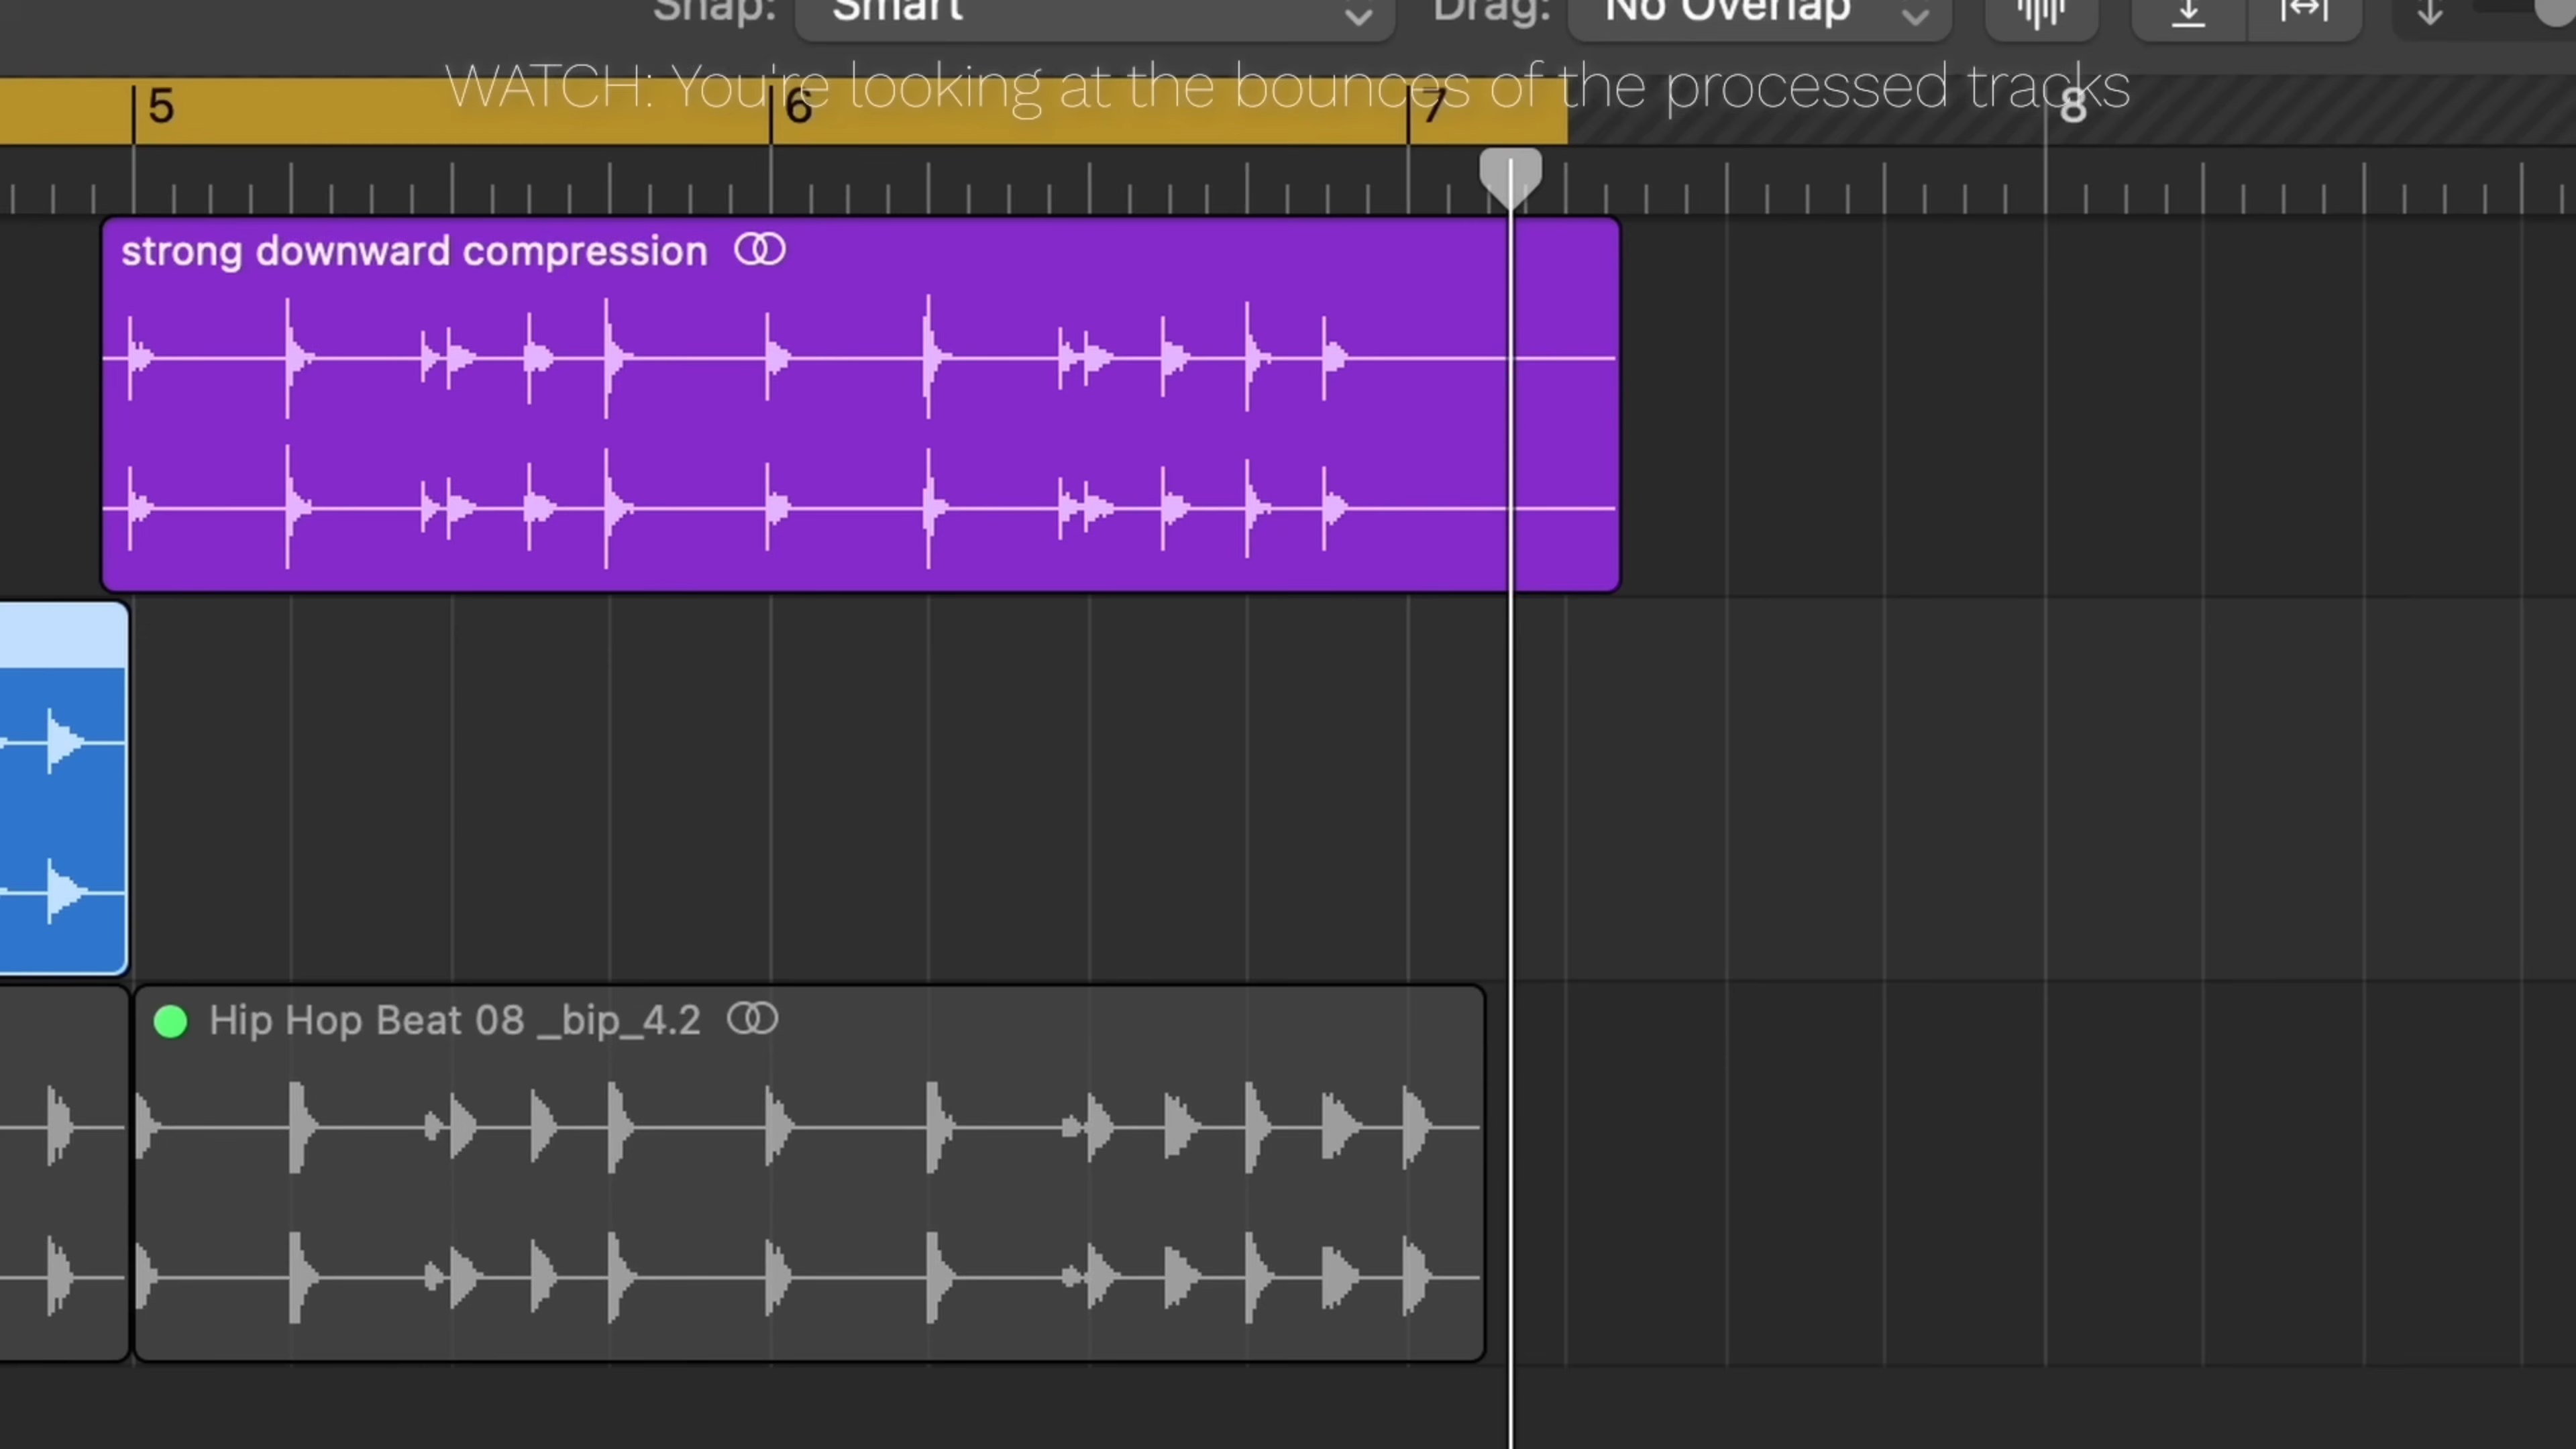 Snap: Smart Drag: No Overlap
WATCH: You're looking at the bounces of the processed tracks
5 6 7 8
strong downward compression
Hip Hop Beat 08 _bip_4.2